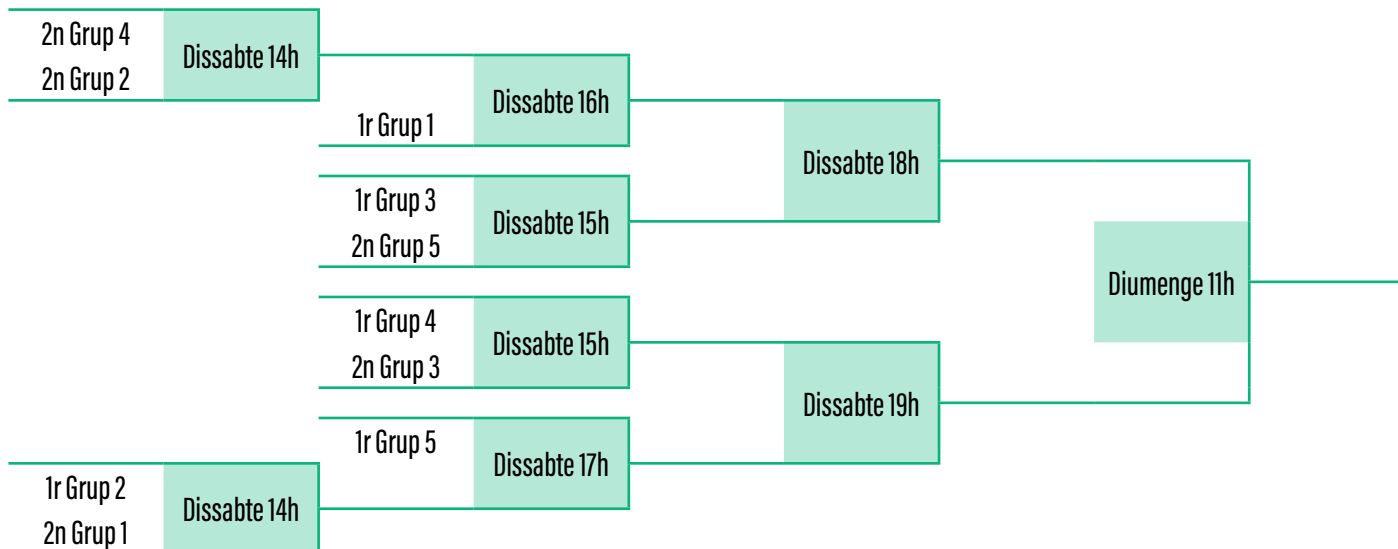 2n Grup 4
2n Grup 2
Dissabte 14h
1r Grup 1
Dissabte 16h
1r Grup 3
2n Grup 5
Dissabte 15h
Dissabte 18h
1r Grup 4
2n Grup 3
Dissabte 15h
1r Grup 5
Dissabte 17h
1r Grup 2
2n Grup 1
Dissabte 14h
Dissabte 19h
Diumenge 11h